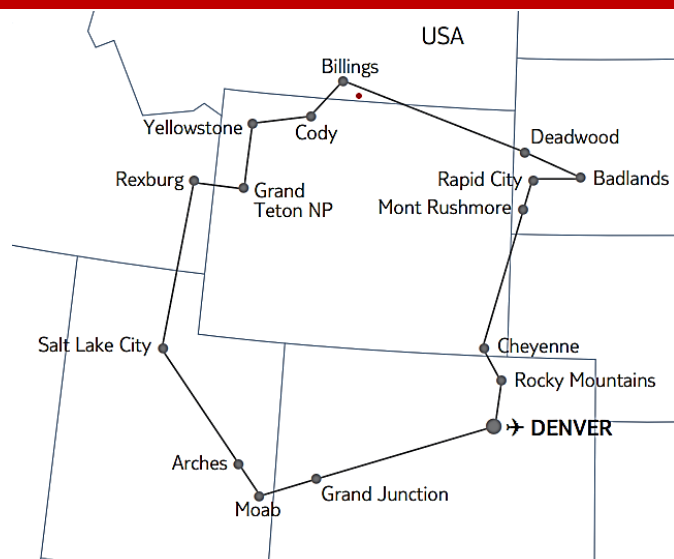 USA
Billings
Yellowstone
Cody
Deadwood
Rexburg
Grand
Teton NP
Rapid City
Badlands
Mont Rushmore
Salt Lake City
Cheyenne
Rocky Mountains
DENVER
Arches
Grand Junction
Moab